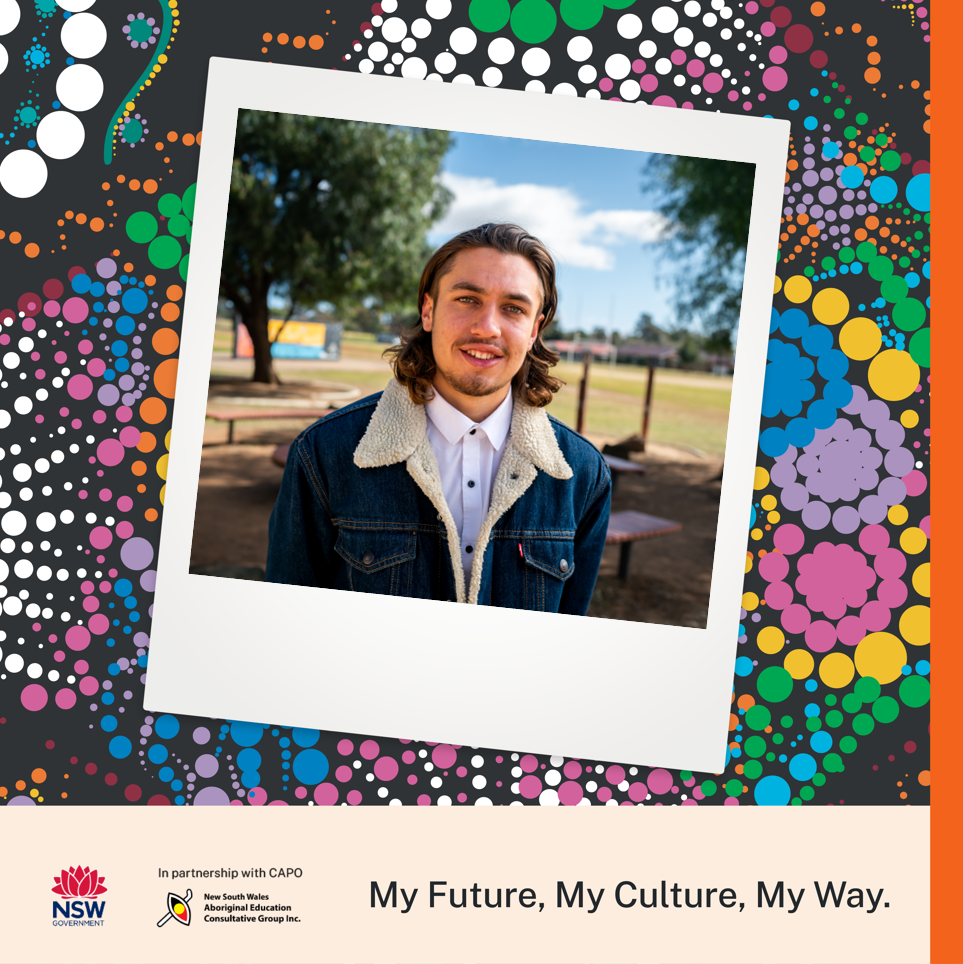 In partnership with CAPO
NSW
GOVERNMENT
New South Wales
Aboriginal Education
Consultative Group Inc.
My Future, My Culture, My Way.